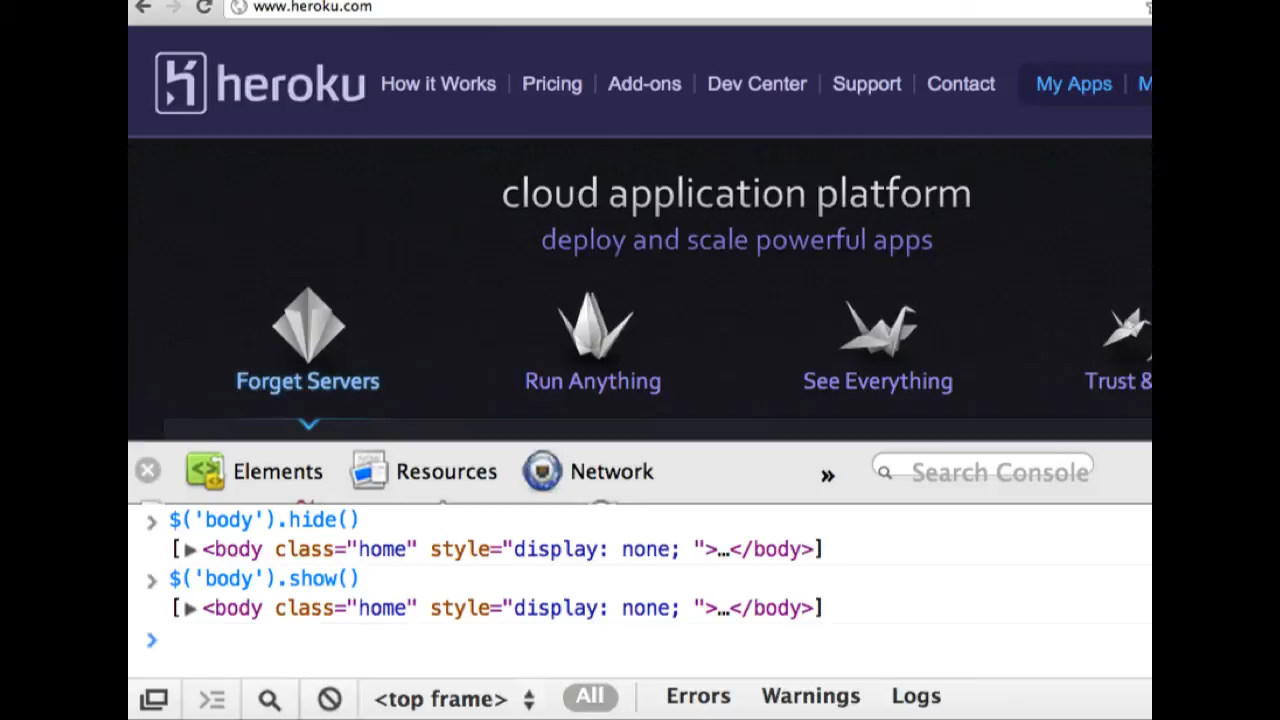 www.heroku.com
heroku How it Works Pricing Add-ons Dev Center Support Contact My Apps M
cloud application platform
deploy and scale powerful apps
Forget Servers Run Anything See Everything Trust &
Elements Resources Network » Search Console
> $('body').hide()
[▶<body class="home" style="display: none; ">…</body>]
> $('body').show()
[▶<body class="home" style="display: none; ">…</body>]
>
<top frame> All Errors Warnings Logs